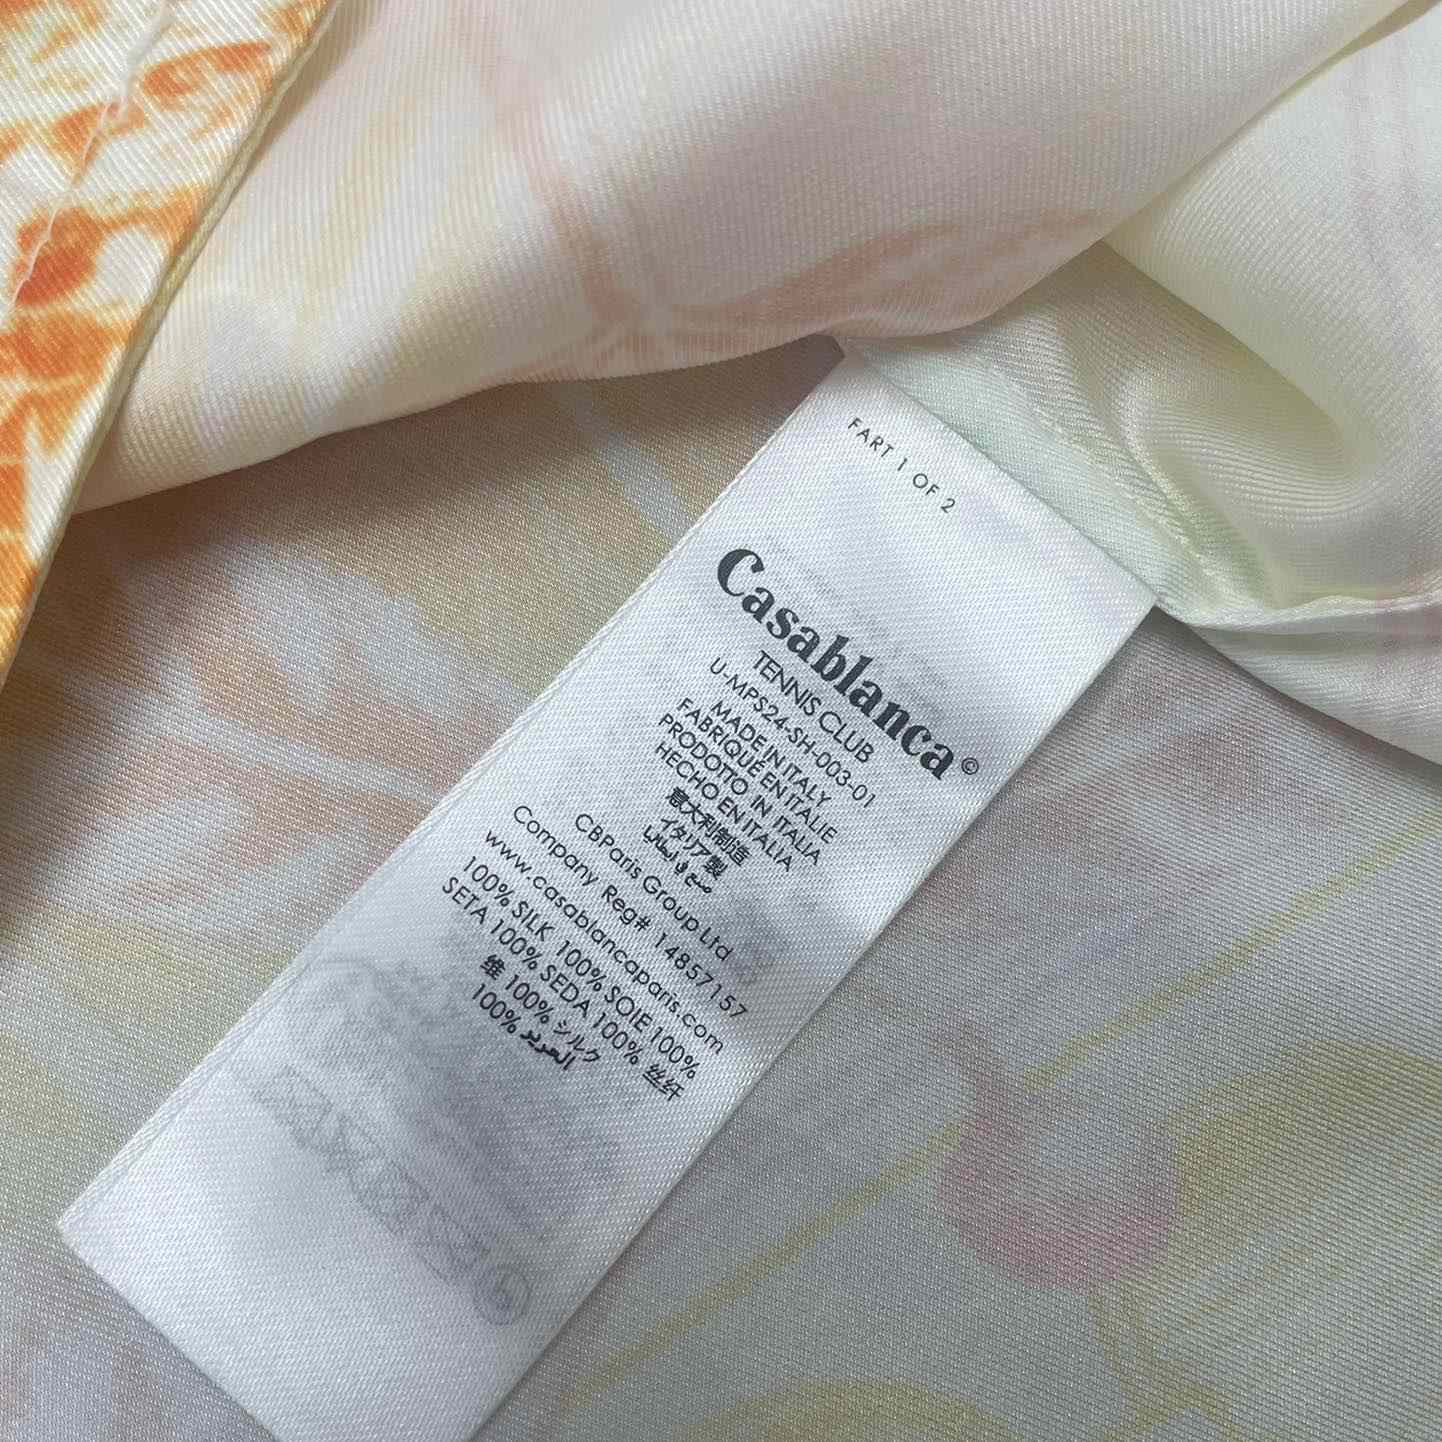 FART 1 OF 2
Casablanca©
TENNIS CLUB
U-MPS24-SH-003-01
MADE IN ITALY
FABRIQUÉ EN ITALIE
PRODOTTO IN ITALIA
HECHO EN ITALIA
意大利制造
イタリア製
صنع في إيطاليا
CBParis Group Ltd
Company Reg# 14857157
www.casablancaparis.com
100% SILK 100% SOIE 100%
SETA 100% SEDA 100% 丝纤
维 100% シルク
100% الحرير